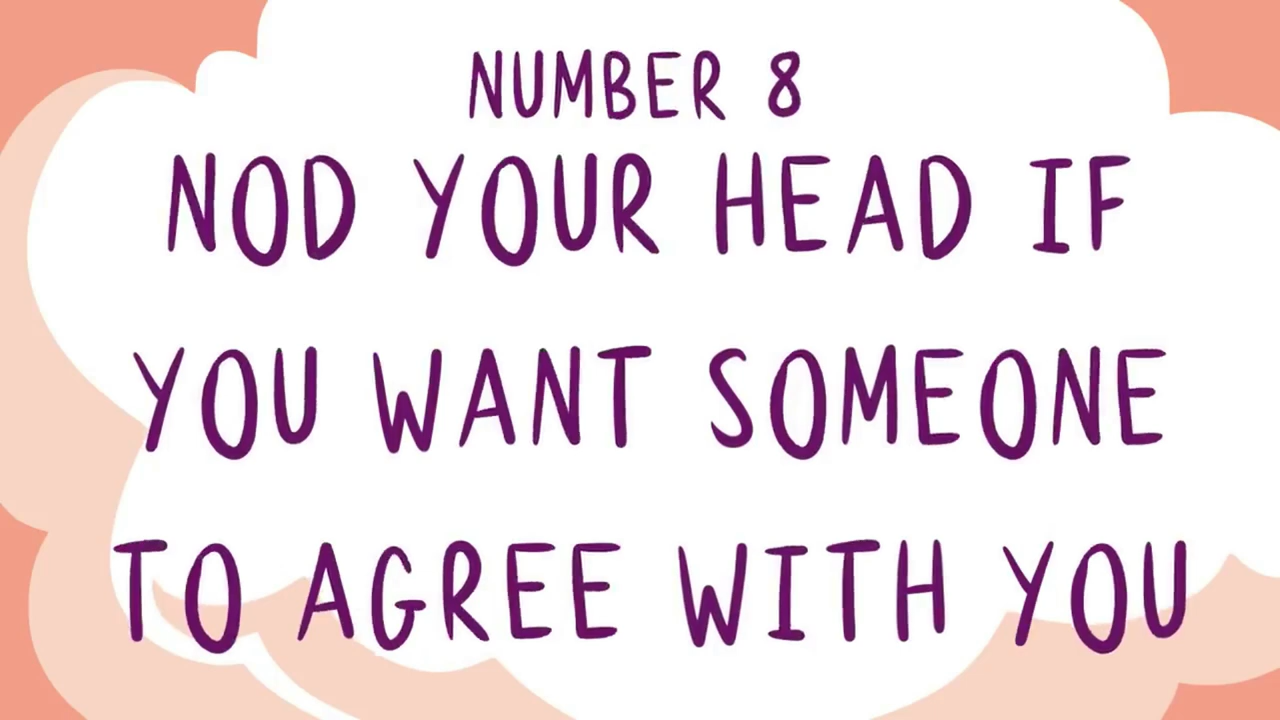 NUMBER 8
NOD YOUR HEAD IF
YOU WANT SOMEONE
TO AGREE WITH YOU